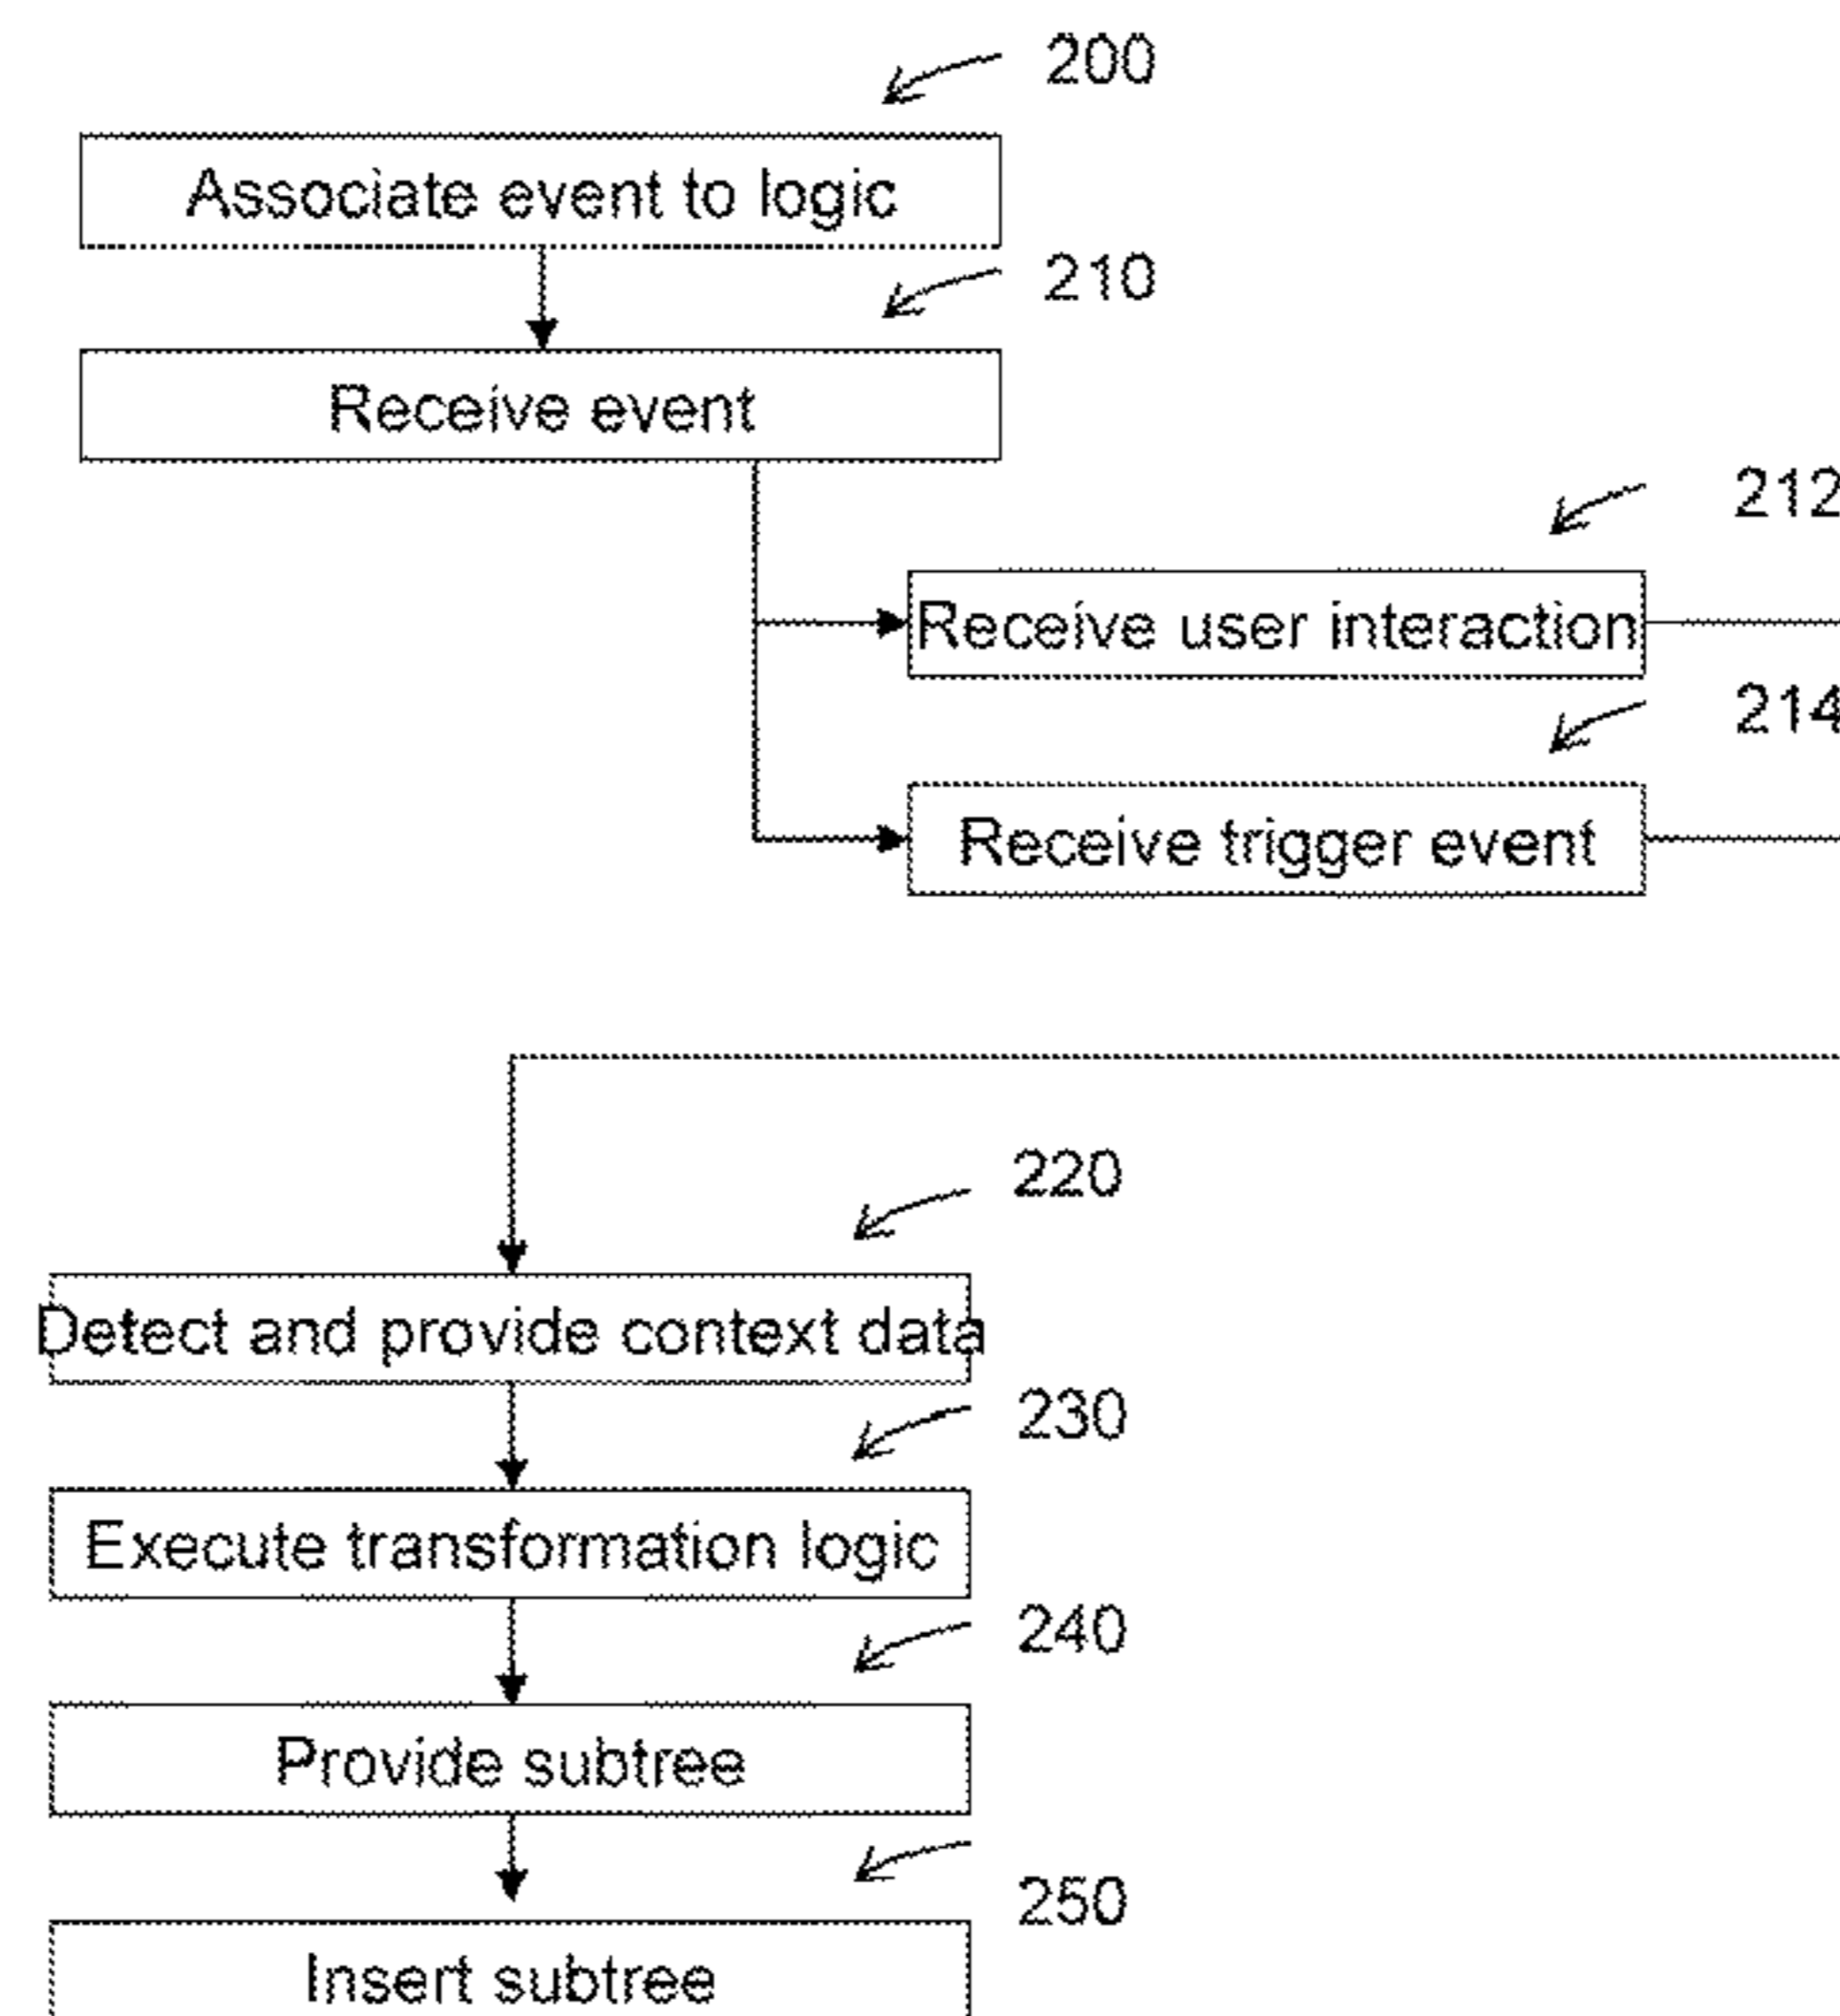 200
Associate event to logic
210
Receive event
212
Receive user interaction
214
Receive trigger event
220
Detect and provide context data
230
Execute transformation logic
240
Provide subtree
250
Insert subtree